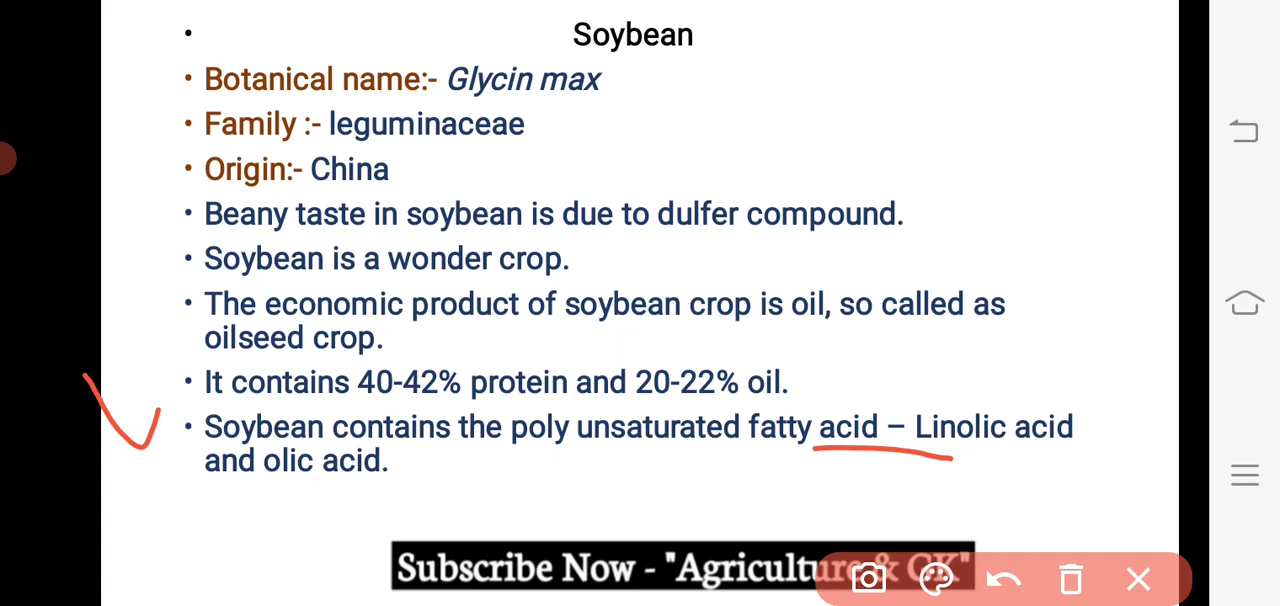 • Soybean
• Botanical name:- Glycin max
• Family :- leguminaceae
• Origin:- China
• Beany taste in soybean is due to dulfer compound.
• Soybean is a wonder crop.
• The economic product of soybean crop is oil, so called as
oilseed crop.
• It contains 40-42% protein and 20-22% oil.
• Soybean contains the poly unsaturated fatty acid – Linolic acid
and olic acid.
Subscribe Now - "Agriculture & GK"